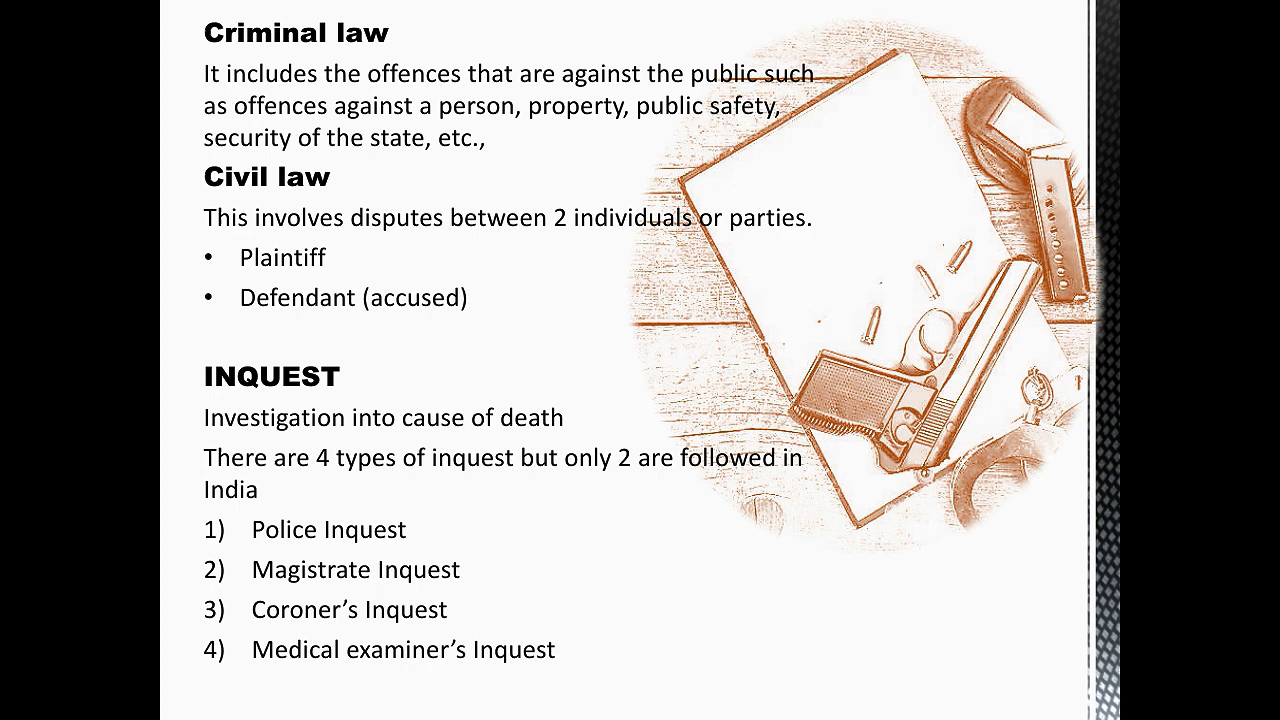 Criminal law
It includes the offences that are against the public such
as offences against a person, property, public safety,
security of the state, etc.,
Civil law
This involves disputes between 2 individuals or parties.
• Plaintiff
• Defendant (accused)
INQUEST
Investigation into cause of death
There are 4 types of inquest but only 2 are followed in
India
1) Police Inquest
2) Magistrate Inquest
3) Coroner’s Inquest
4) Medical examiner’s Inquest